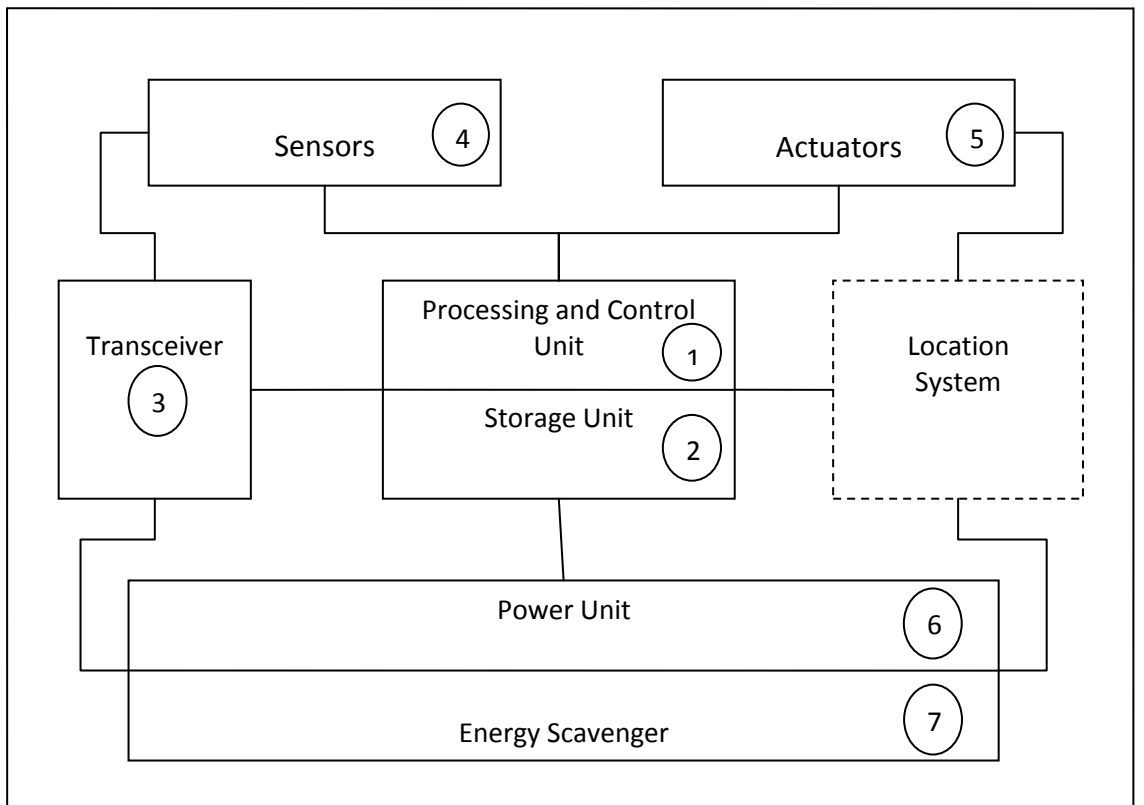 Sensors
4
Actuators
5
Transceiver
3
Processing and Control
Unit
1
Storage Unit
2
Location
System
Power Unit
6
Energy Scavenger
7